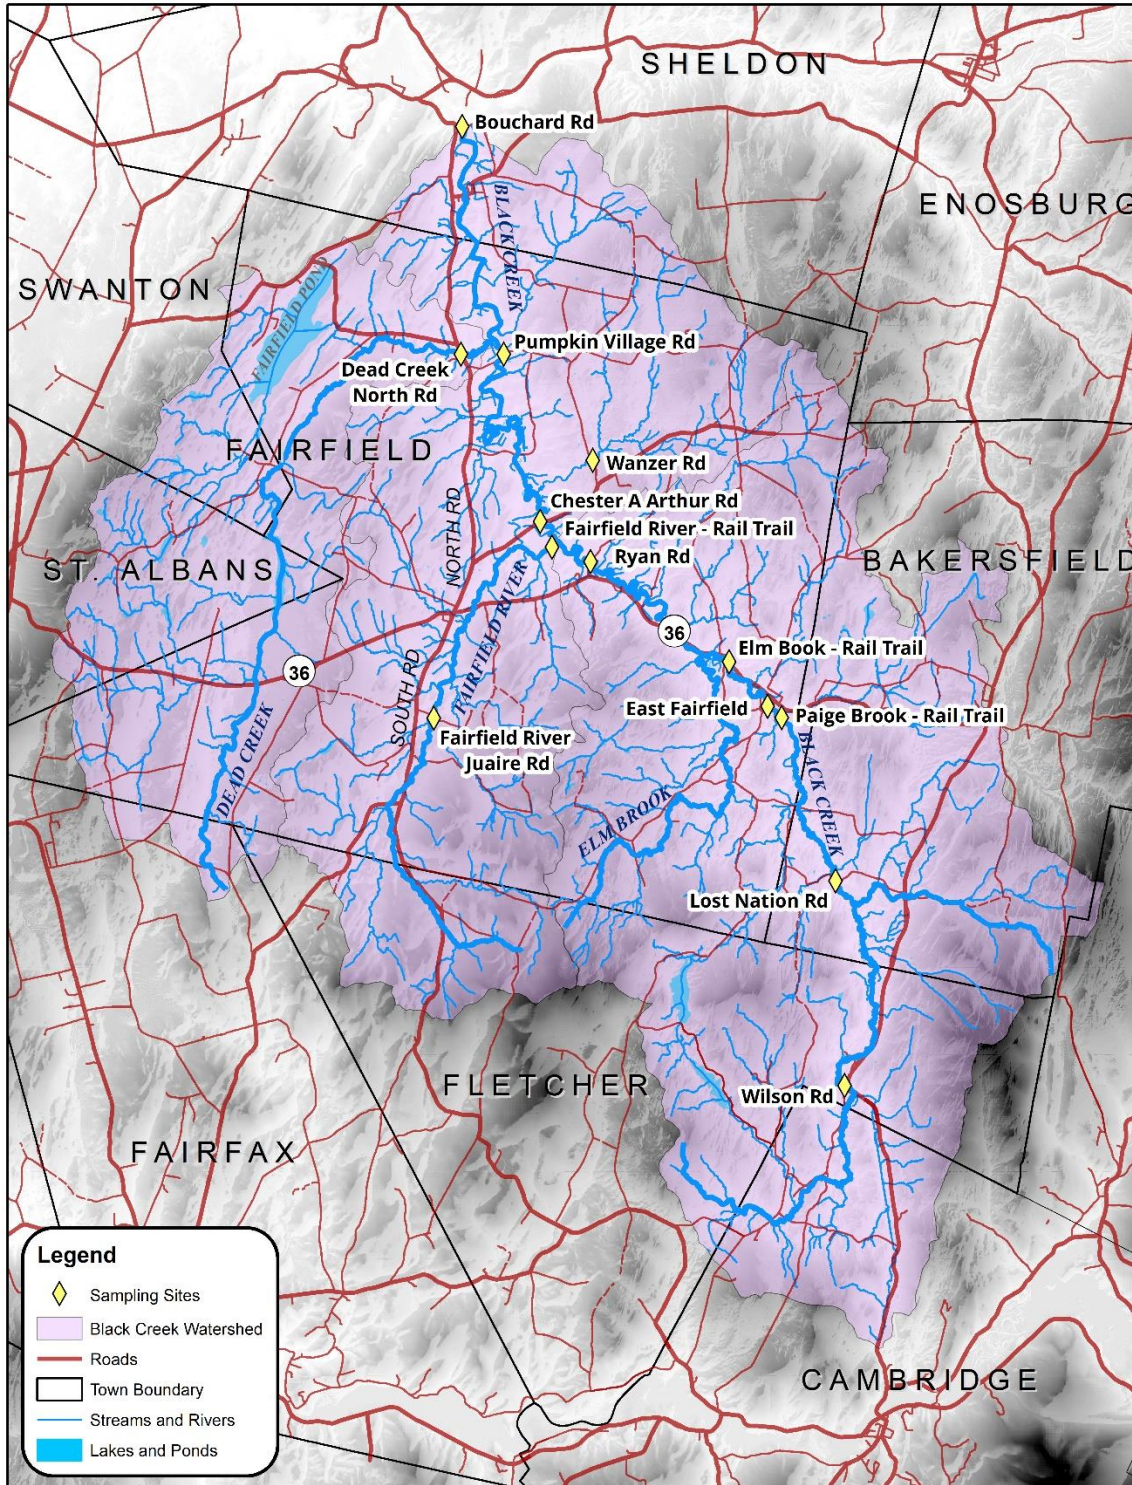 SHELDON
Bouchard Rd
ENOSBURG
BLACK CREEK
SWANTON
FAIRFIELD POND
Pumpkin Village Rd
Dead Creek
North Rd
FAIRFIELD
Wanzer Rd
Chester A Arthur Rd
NORTH RD
Fairfield River - Rail Trail
Ryan Rd
BAKERSFIELD
ST. ALBANS
FAIRFIELD RIVER
36
Elm Book - Rail Trail
36
SOUTH RD
East Fairfield
Paige Brook - Rail Trail
Fairfield River
Juaire Rd
DEAD CREEK
BLACK CREEK
ELM BROOK
Lost Nation Rd
FLETCHER
Wilson Rd
FAIRFAX
CAMBRIDGE
Legend
Sampling Sites
Black Creek Watershed
Roads
Town Boundary
Streams and Rivers
Lakes and Ponds